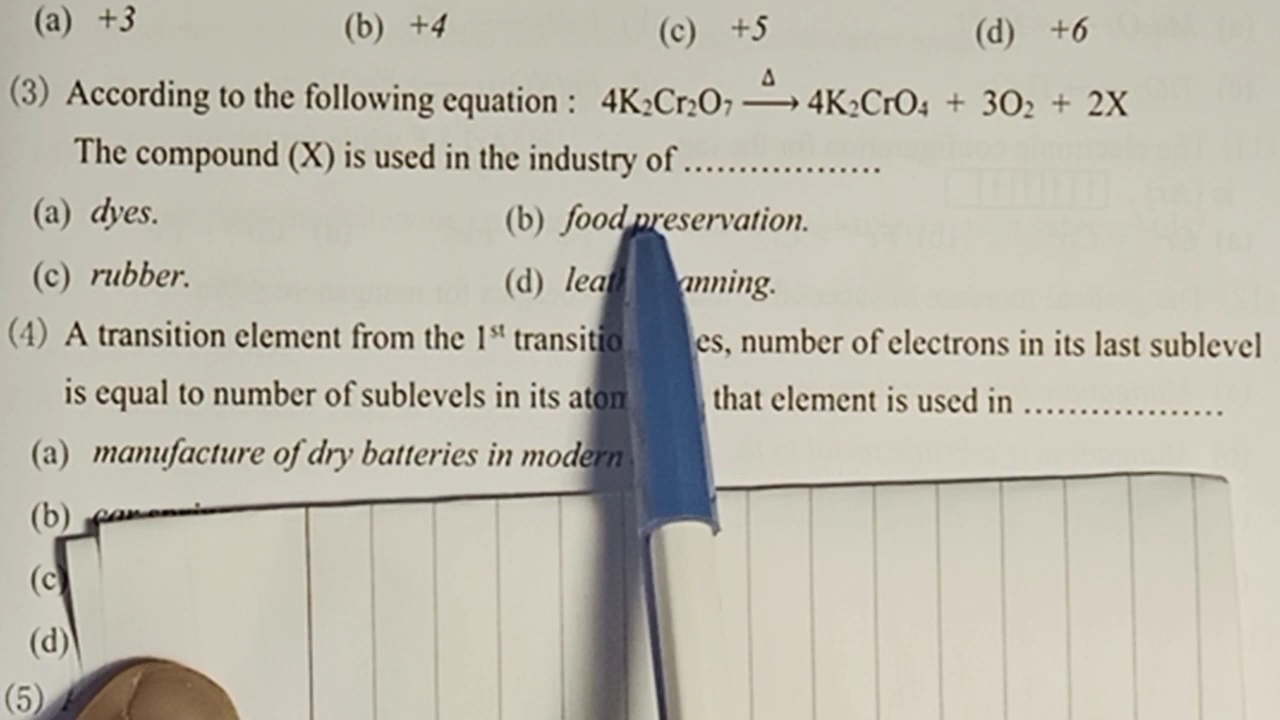 (a) +3 (b) +4 (c) +5 (d) +6
(3) According to the following equation : 4K₂Cr₂O₇ —Δ→ 4K₂CrO₄ + 3O₂ + 2X
The compound (X) is used in the industry of ..................
(a) dyes. (b) food preservation.
(c) rubber. (d) anning.
(4) A transition element from the 1ˢᵗ transitio es, number of electrons in its last sublevel
is equal to number of sublevels in its atom that element is used in ..................
(a) manufacture of dry batteries in modern
(b)
(c)
(d)
(5)